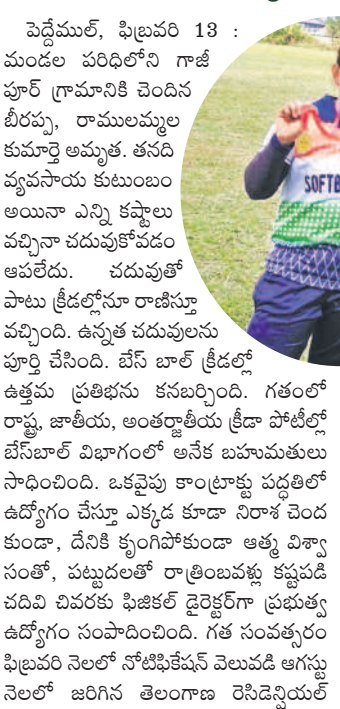 పెద్దేముల్, ఫిబ్రవరి 13 :
మండల పరిధిలోని గాజీ
పూర్ గ్రామానికి చెందిన
బీరప్ప, రాములమ్మల
కుమార్తె అమృత. తనది
వ్యవసాయ కుటుంబం
అయినా ఎన్ని కష్టాలు
వచ్చినా చదువుకోవడం
ఆపలేదు. చదువుతో
పాటు క్రీడల్లోనూ రాణిస్తూ
వచ్చింది. ఉన్నత చదువులను
పూర్తి చేసింది. బేస్ బాల్ క్రీడల్లో
ఉత్తమ ప్రతిభను కనబర్చింది. గతంలో
రాష్ట్ర, జాతీయ, అంతర్జాతీయ క్రీడా పోటీల్లో
బేస్‌బాల్ విభాగంలో అనేక బహుమతులు
సాధించింది. ఒకవైపు కాంట్రాక్టు పద్ధతిలో
ఉద్యోగం చేస్తూ ఎక్కడ కూడా నిరాశ చెంద
కుండా, దేనికి కృంగిపోకుండా ఆత్మ విశ్వా
సంతో, పట్టుదలతో రాత్రింబవళ్లు కష్టపడి
చదివి చివరకు ఫిజికల్ డైరెక్టర్‌గా ప్రభుత్వ
ఉద్యోగం సంపాదించింది. గత సంవత్సరం
ఫిబ్రవరి నెలలో నోటిఫికేషన్ వెలువడి ఆగస్టు
నెలలో జరిగిన తెలంగాణ రెసిడెన్షియల్
SOFTB